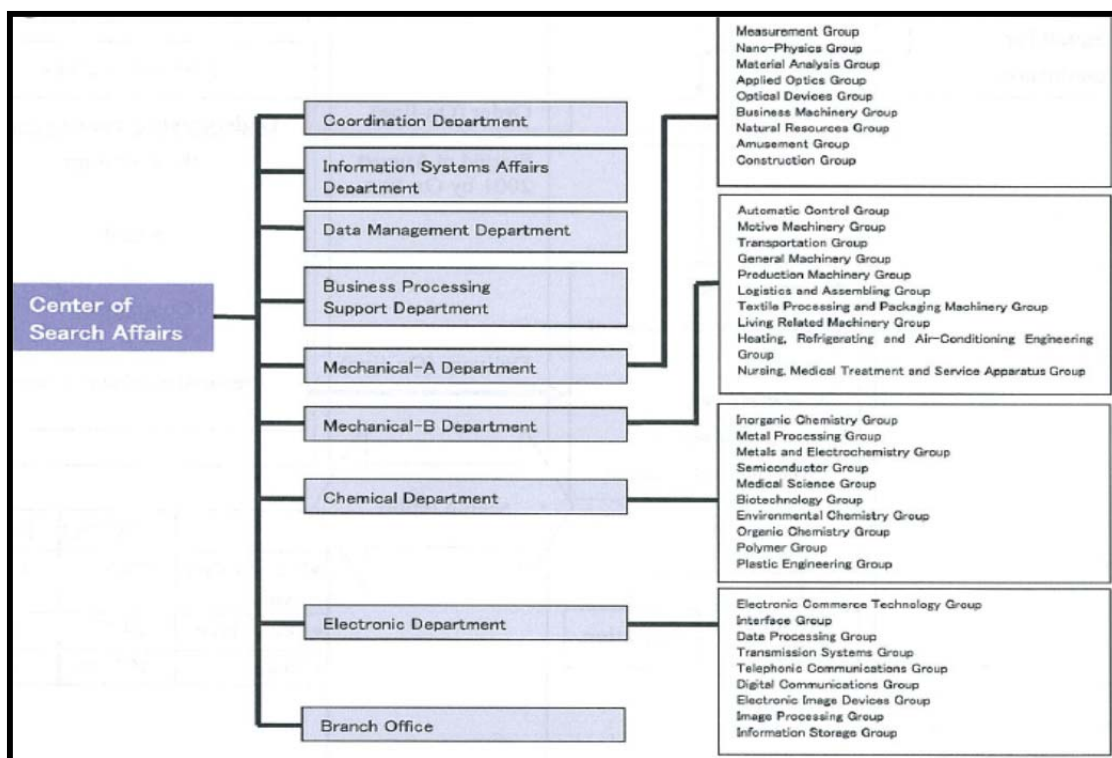 Center of
Search Affairs
Coordination Department
Information Systems Affairs
Department
Data Management Department
Business Processing
Support Department
Mechanical-A Department
Mechanical-B Department
Chemical Department
Electronic Department
Branch Office
Measurement Group
Nano-Physics Group
Material Analysis Group
Applied Optics Group
Optical Devices Group
Business Machinery Group
Natural Resources Group
Amusement Group
Construction Group
Automatic Control Group
Motive Machinery Group
Transportation Group
General Machinery Group
Production Machinery Group
Logistics and Assembling Group
Textile Processing and Packaging Machinery Group
Living Related Machinery Group
Heating, Refrigerating and Air-Conditioning Engineering
Group
Nursing, Medical Treatment and Service Apparatus Group
Inorganic Chemistry Group
Metal Processing Group
Metals and Electrochemistry Group
Semiconductor Group
Medical Science Group
Biotechnology Group
Environmental Chemistry Group
Organic Chemistry Group
Polymer Group
Plastic Engineering Group
Electronic Commerce Technology Group
Interface Group
Data Processing Group
Transmission Systems Group
Telephonic Communications Group
Digital Communications Group
Electronic Image Devices Group
Image Processing Group
Information Storage Group